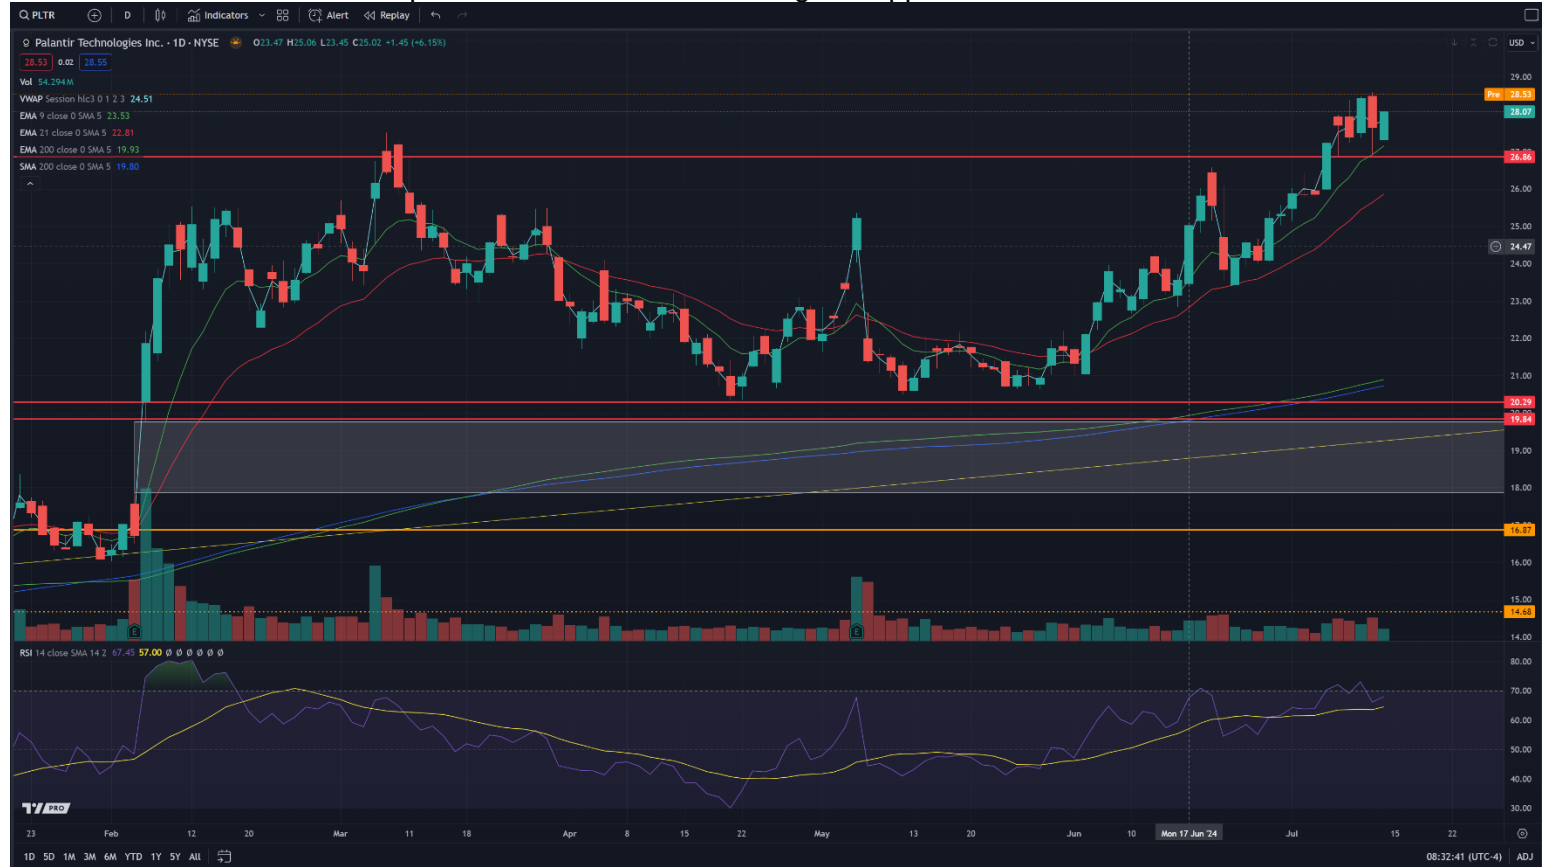 PLTR D Indicators Alert Replay
Palantir Technologies Inc. · 1D · NYSE O23.47 H25.06 L23.45 C25.02 +1.45 (+6.15%) USD
28.53 0.02 28.55
Vol 54.294M
VWAP Session hlc3 0 1 2 3 24.51
EMA 9 close 0 SMA 5 23.53
EMA 21 close 0 SMA 5 22.81
EMA 200 close 0 SMA 5 19.93
SMA 200 close 0 SMA 5 19.80
29.00
Pre 28.53
28.07
26.86
26.00
25.00
24.47
24.00
23.00
22.00
21.00
20.29
19.84
19.00
18.00
16.87
16.00
15.00
14.68
14.00
E E
RSI 14 close SMA 14 2 67.45 57.00 Ø Ø Ø Ø Ø Ø
80.00
70.00
60.00
50.00
40.00
30.00
PRO
23 Feb 12 20 Mar 11 18 Apr 8 15 22 May 13 20 Jun 10 Mon 17 Jun '24 Jul 15 22
1D 5D 1M 3M 6M YTD 1Y 5Y All 08:32:41 (UTC-4) ADJ